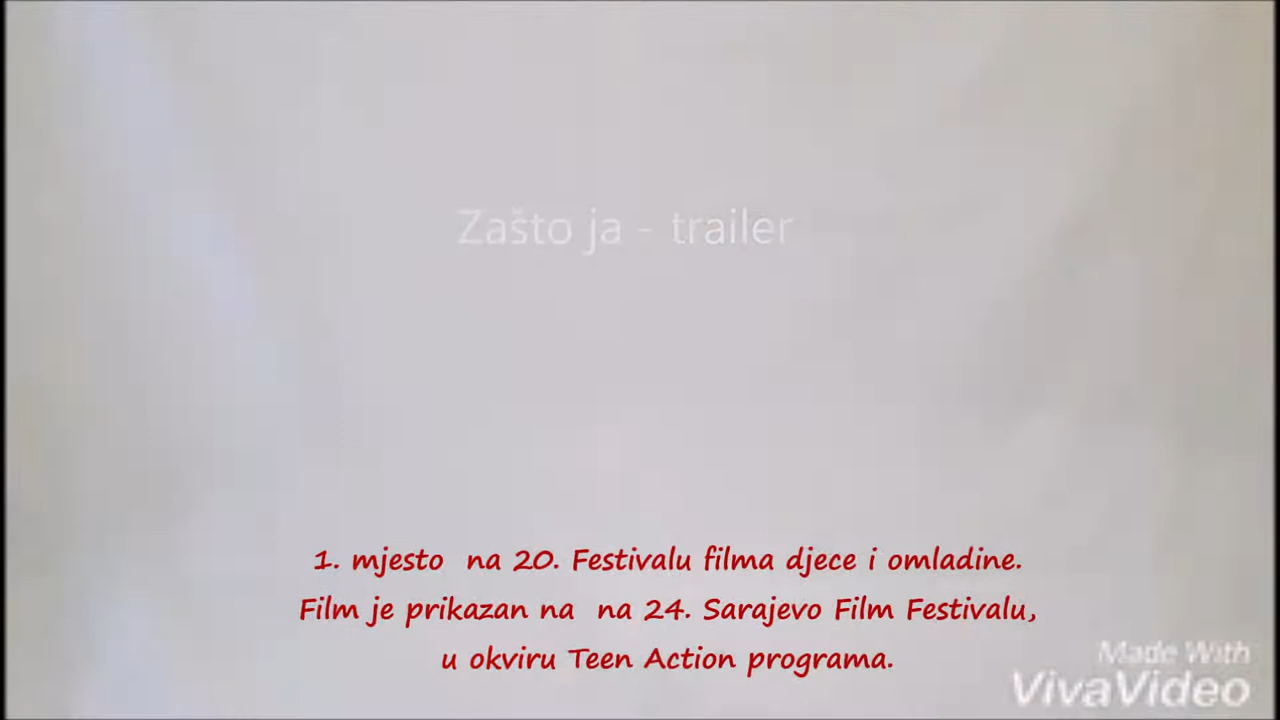 Zašto ja - trailer
1. mjesto na 20. Festivalu filma djece i omladine.
Film je prikazan na na 24. Sarajevo Film Festivalu,
u okviru Teen Action programa.
Made With
VivaVideo